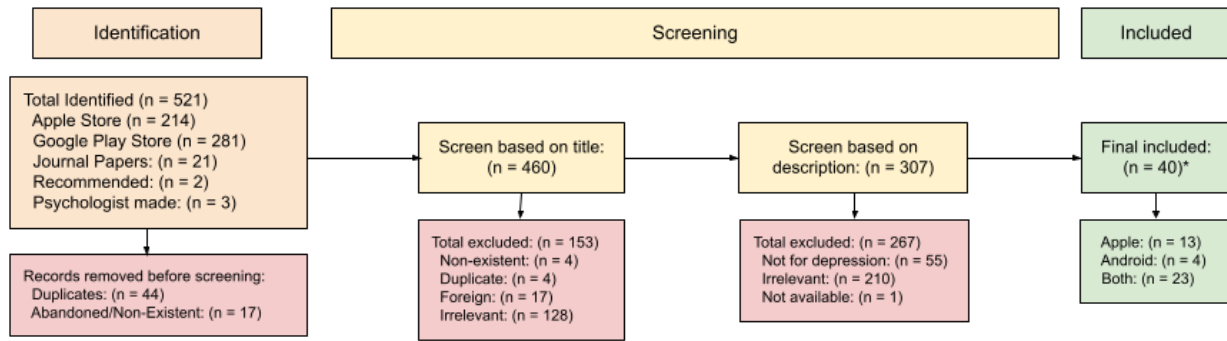 Identification
Screening
Included
Total Identified (n = 521)
Apple Store (n = 214)
Google Play Store (n = 281)
Journal Papers: (n = 21)
Recommended: (n = 2)
Psychologist made: (n = 3)
Screen based on title:
(n = 460)
Screen based on
description: (n = 307)
Final included:
(n = 40)*
Records removed before screening:
Duplicates: (n = 44)
Abandoned/Non-Existent: (n = 17)
Total excluded: (n = 153)
Non-existent: (n = 4)
Duplicate: (n = 4)
Foreign: (n = 17)
Irrelevant: (n = 128)
Total excluded: (n = 267)
Not for depression: (n = 55)
Irrelevant: (n = 210)
Not available: (n = 1)
Apple: (n = 13)
Android: (n = 4)
Both: (n = 23)